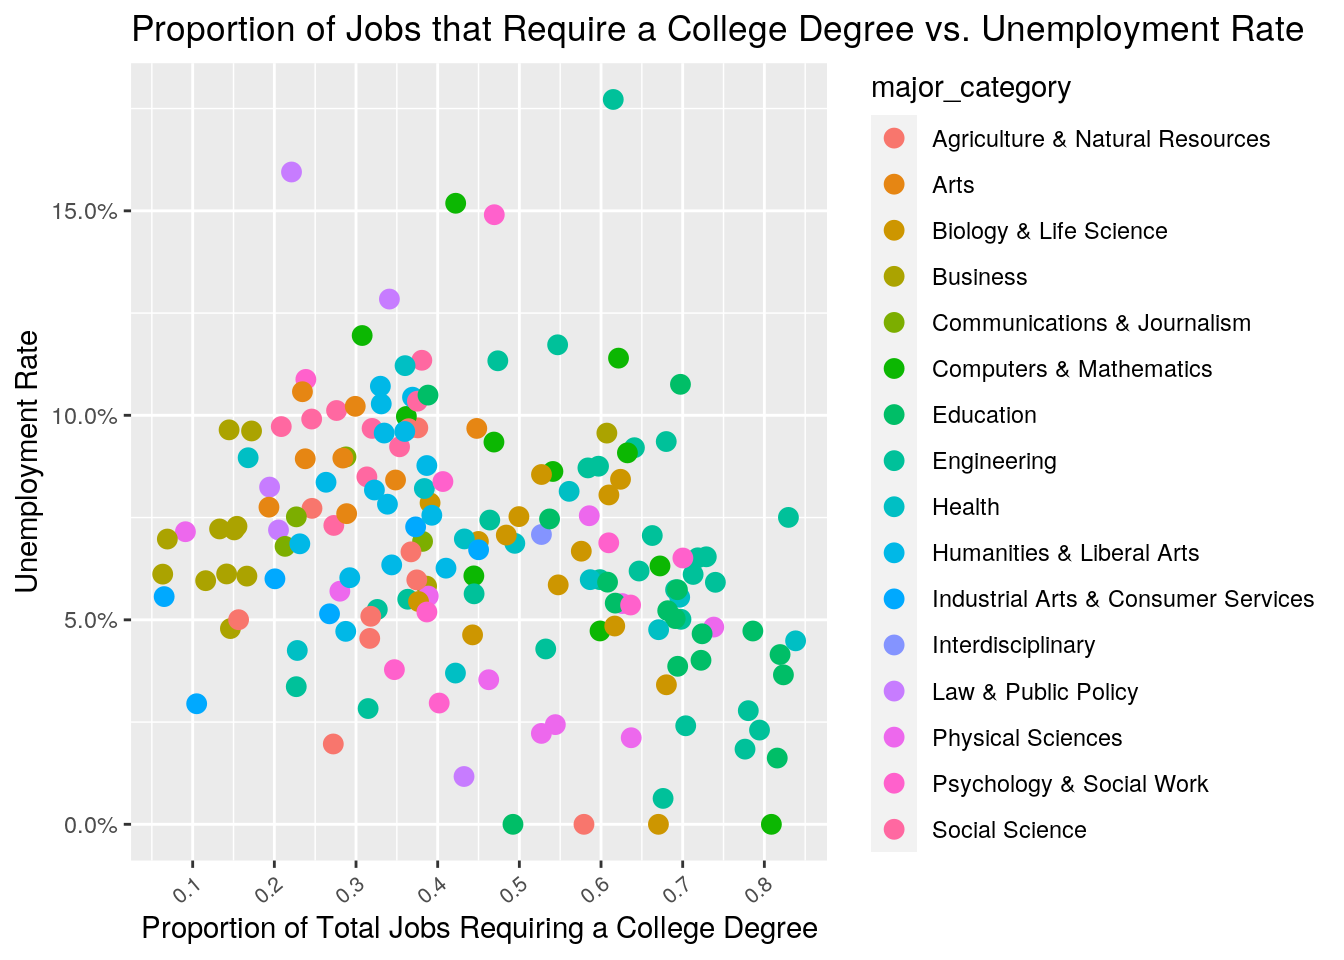 Proportion of Jobs that Require a College Degree vs. Unemployment Rate
major_category
Agriculture & Natural Resources
Arts
Biology & Life Science
Business
Communications & Journalism
Computers & Mathematics
Education
Engineering
Health
Humanities & Liberal Arts
Industrial Arts & Consumer Services
Interdisciplinary
Law & Public Policy
Physical Sciences
Psychology & Social Work
Social Science
Unemployment Rate
15.0%
10.0%
5.0%
0.0%
0.1 0.2 0.3 0.4 0.5 0.6 0.7 0.8
Proportion of Total Jobs Requiring a College Degree